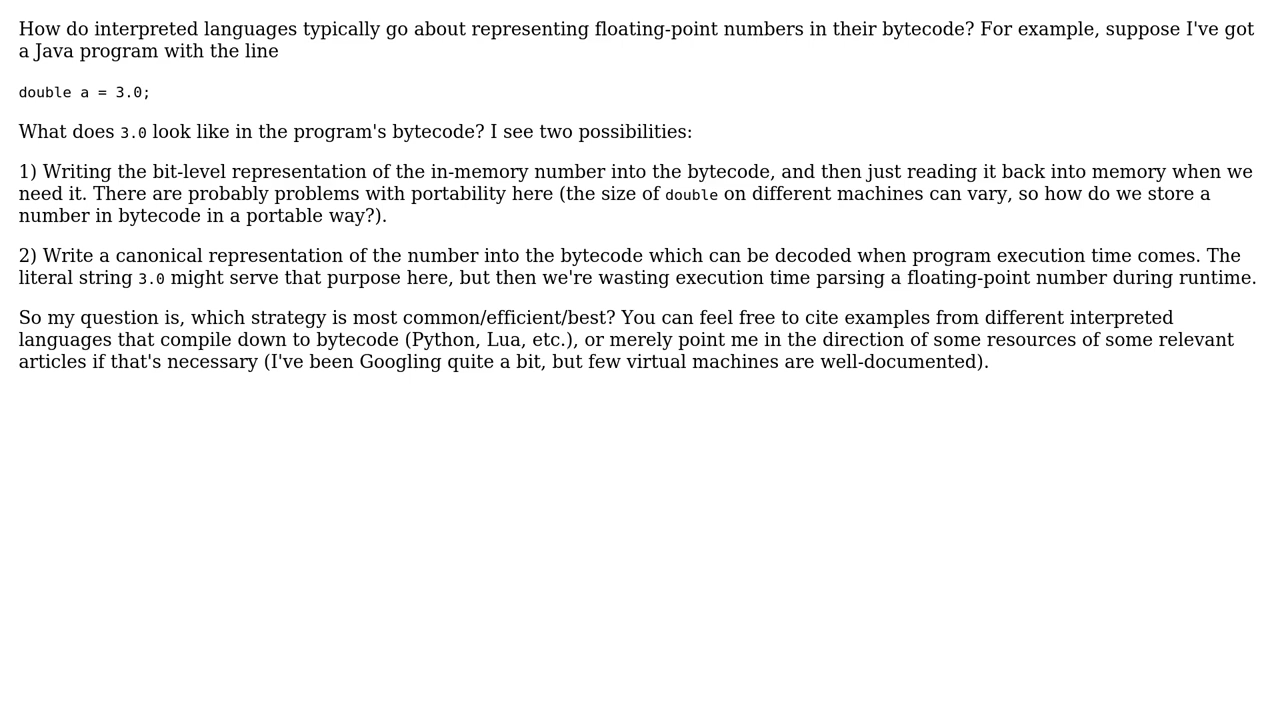 How do interpreted languages typically go about representing floating-point numbers in their bytecode? For example, suppose I've got
a Java program with the line
double a = 3.0;
What does 3.0 look like in the program's bytecode? I see two possibilities:
1) Writing the bit-level representation of the in-memory number into the bytecode, and then just reading it back into memory when we
need it. There are probably problems with portability here (the size of double on different machines can vary, so how do we store a
number in bytecode in a portable way?).
2) Write a canonical representation of the number into the bytecode which can be decoded when program execution time comes. The
literal string 3.0 might serve that purpose here, but then we're wasting execution time parsing a floating-point number during runtime.
So my question is, which strategy is most common/efficient/best? You can feel free to cite examples from different interpreted
languages that compile down to bytecode (Python, Lua, etc.), or merely point me in the direction of some resources of some relevant
articles if that's necessary (I've been Googling quite a bit, but few virtual machines are well-documented).